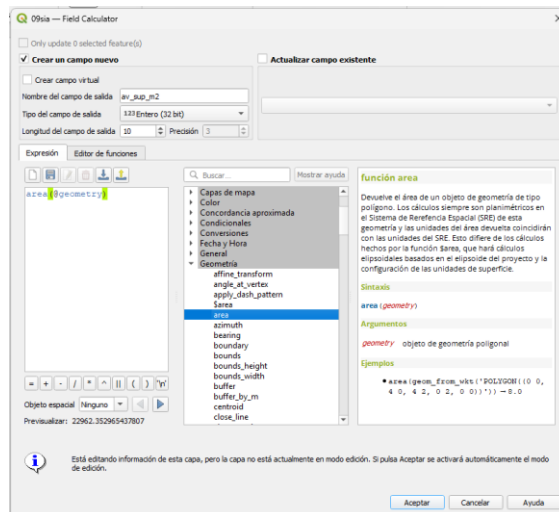 09sia — Field Calculator
Only update 0 selected feature(s)
Crear un campo nuevo
Actualizar campo existente
Crear campo virtual
Nombre del campo de salida av_sup_m2
Tipo del campo de salida 123 Entero (32 bit)
Longitud del campo de salida 10 Precisión 3
Expresión Editor de funciones
area(@geometry)
Buscar... Mostrar ayuda
Capas de mapa
Color
Concordancia aproximada
Condicionales
Conversiones
Fecha y Hora
General
Geometría
affine_transform
angle_at_vertex
apply_dash_pattern
$area
area
azimuth
bearing
boundary
bounds
bounds_height
bounds_width
buffer
buffer_by_m
centroid
close_line
función area
Devuelve el área de un objeto de geometría de tipo
polígono. Los cálculos siempre son planimétricos en
el Sistema de Rerefencia Espacial (SRE) de esta
geometría y las unidades del área devuelta coincidirán
con las unidades del SRE. Esto difiere de los cálculos
hechos por la función $area, que hará cálculos
elipsoidales basados en el elipsoide del proyecto y la
configuración de las unidades de superficie.
Sintaxis
area(geometry)
Argumentos
geometry objeto de geometría poligonal
Ejemplos
area(geom_from_wkt('POLYGON((0 0,
4 0, 4 2, 0 2, 0 0))')) → 8.0
= + - / * ^ || ( ) '\n'
Objeto espacial Ninguno
Previsualizar: 22962.352965437807
Está editando información de esta capa, pero la capa no está actualmente en modo edición. Si pulsa Aceptar se activará automáticamente el modo
de edición.
Aceptar Cancelar Ayuda